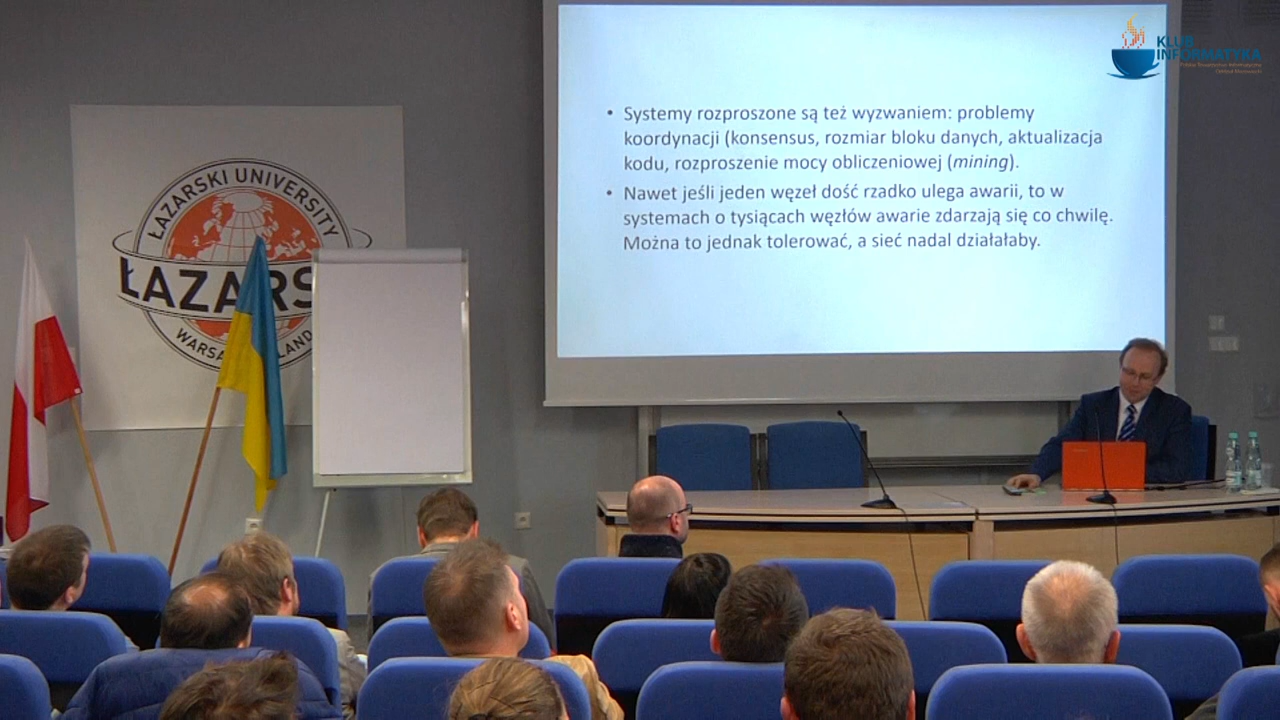 KLUB
INFORMATYKA
• Systemy rozproszone są też wyzwaniem: problemy
koordynacji (konsensus, rozmiar bloku danych, aktualizacja
kodu, rozproszenie mocy obliczeniowej (mining).
• Nawet jeśli jeden węzeł dość rzadko ulega awarii, to w
systemach o tysiącach węzłów awarie zdarzają się co chwilę.
Można to jednak tolerować, a sieć nadal działałaby.
ŁAZARSKI UNIVERSITY
ŁAZARS
WARSA LAND